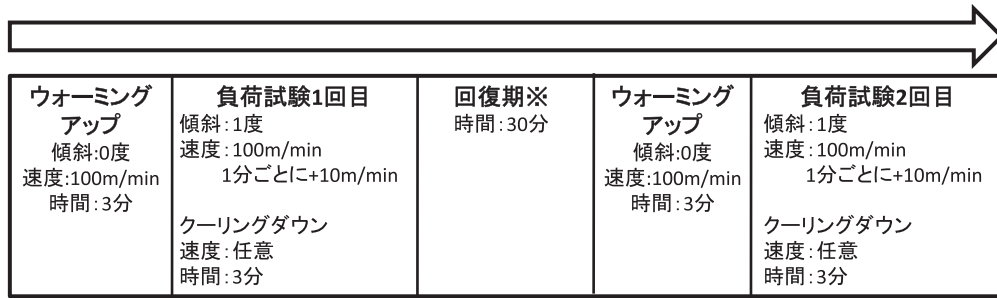 ウォーミング
アップ
傾斜:0度
速度:100m/min
時間:3分
負荷試験1回目
傾斜:1度
速度:100m/min
1分ごとに+10m/min
クーリングダウン
速度:任意
時間:3分
回復期※
時間:30分
ウォーミング
アップ
傾斜:0度
速度:100m/min
時間:3分
負荷試験2回目
傾斜:1度
速度:100m/min
1分ごとに+10m/min
クーリングダウン
速度:任意
時間:3分